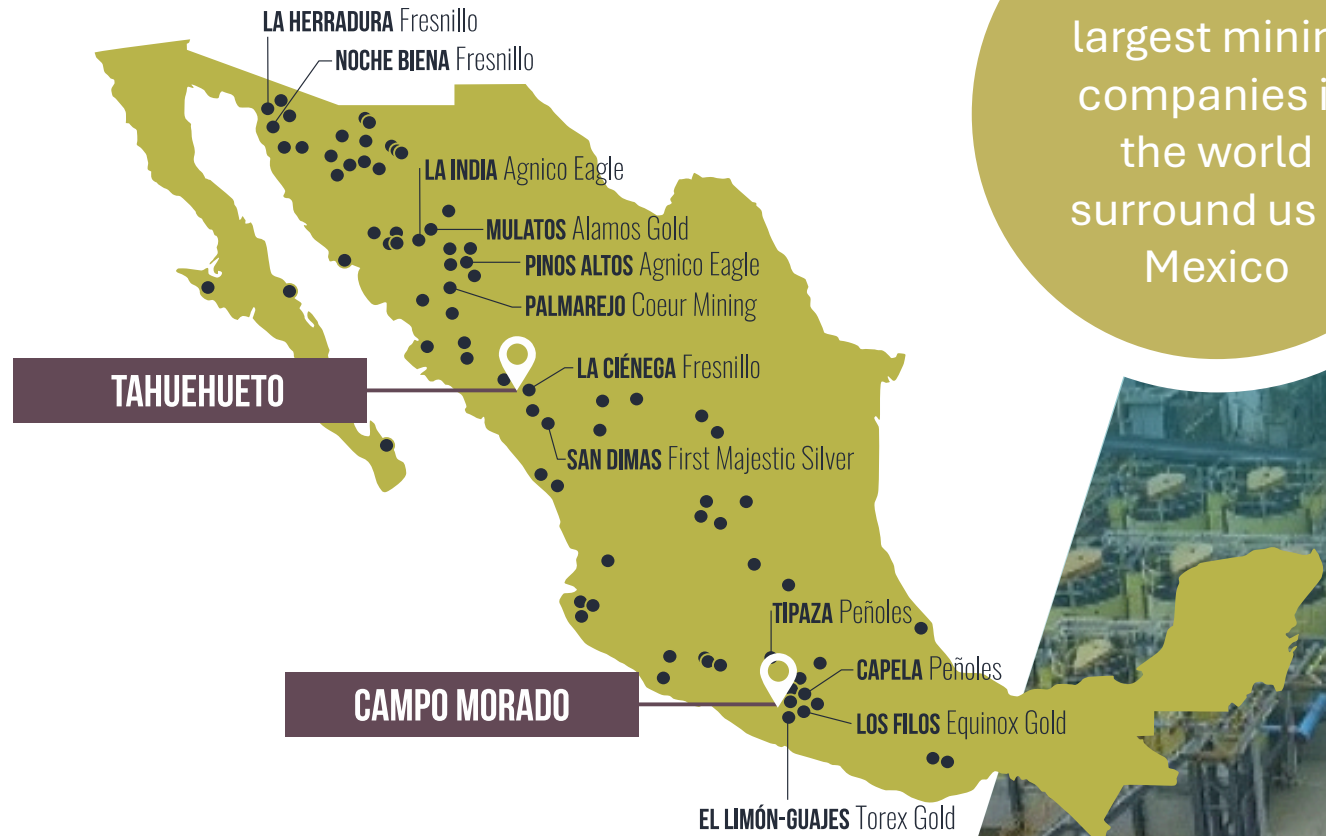 LA HERRADURA Fresnillo
NOCHE BIENA Fresnillo
largest minin
companies i
the world
surround us
Mexico
LA INDIA Agnico Eagle
MULATOS Alamos Gold
PINOS ALTOS Agnico Eagle
PALMAREJO Coeur Mining
TAHUEHUETO
LA CIÉNEGA Fresnillo
SAN DIMAS First Majestic Silver
TIPAZA Peñoles
CAMPO MORADO
CAPELA Peñoles
LOS FILOS Equinox Gold
EL LIMÓN-GUAJES Torex Gold